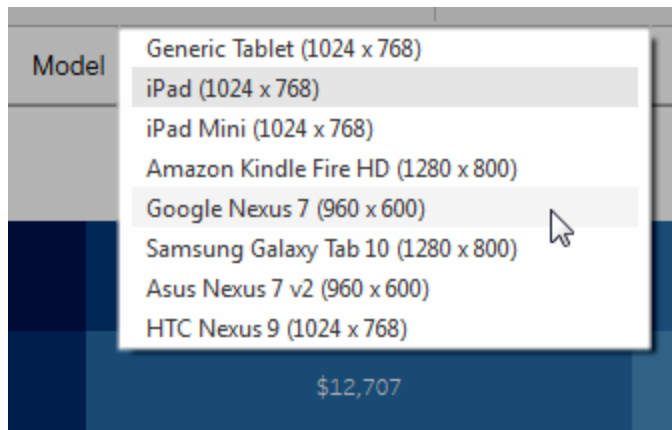 Model
Generic Tablet (1024 x 768)
iPad (1024 x 768)
iPad Mini (1024 x 768)
Amazon Kindle Fire HD (1280 x 800)
Google Nexus 7 (960 x 600)
Samsung Galaxy Tab 10 (1280 x 800)
Asus Nexus 7 v2 (960 x 600)
HTC Nexus 9 (1024 x 768)
$12,707